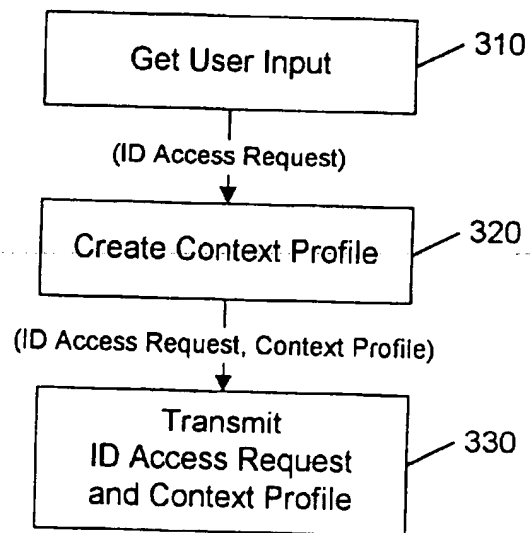 Get User Input
310
(ID Access Request)
Create Context Profile
320
(ID Access Request, Context Profile)
Transmit
ID Access Request
and Context Profile
330